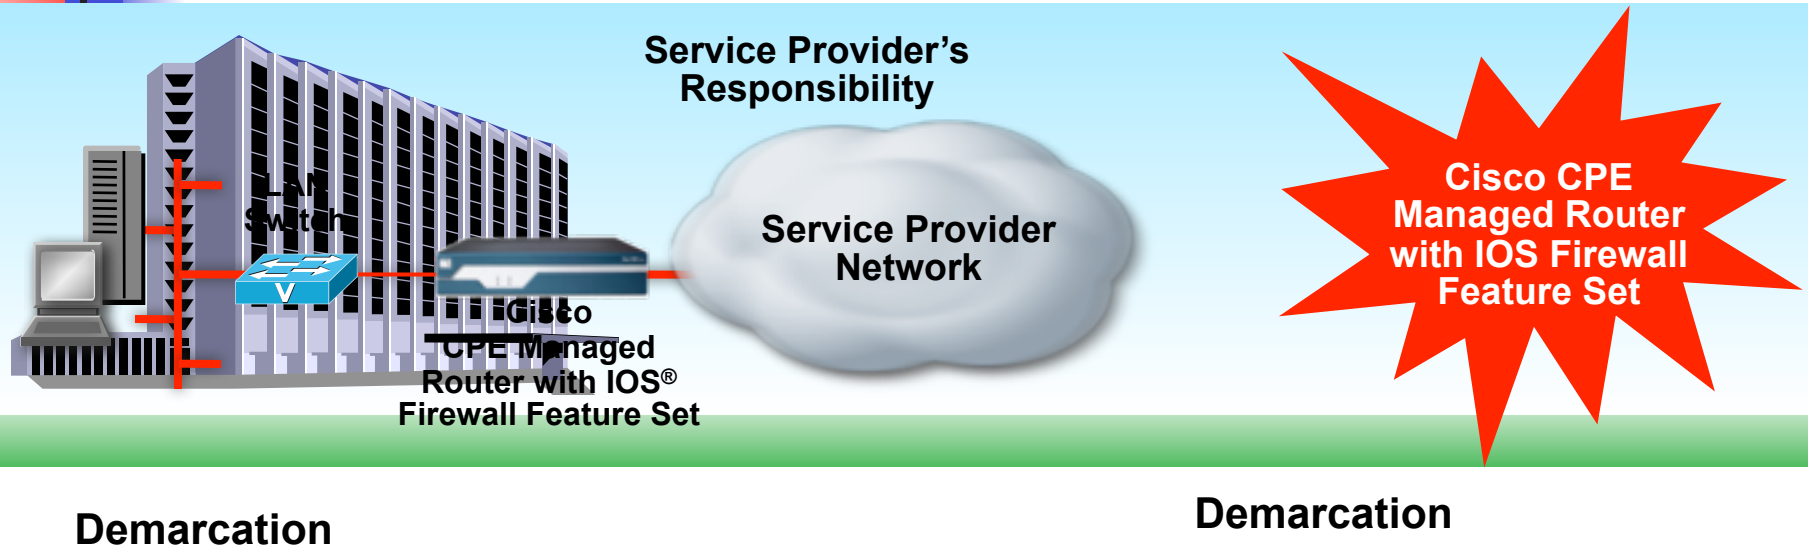 Service Provider’s
Responsibility
LAN
Switch
V
Cisco
CPE Managed
Router with IOS®
Firewall Feature Set
Service Provider
Network
Cisco CPE
Managed Router
with IOS Firewall
Feature Set
Demarcation
Demarcation